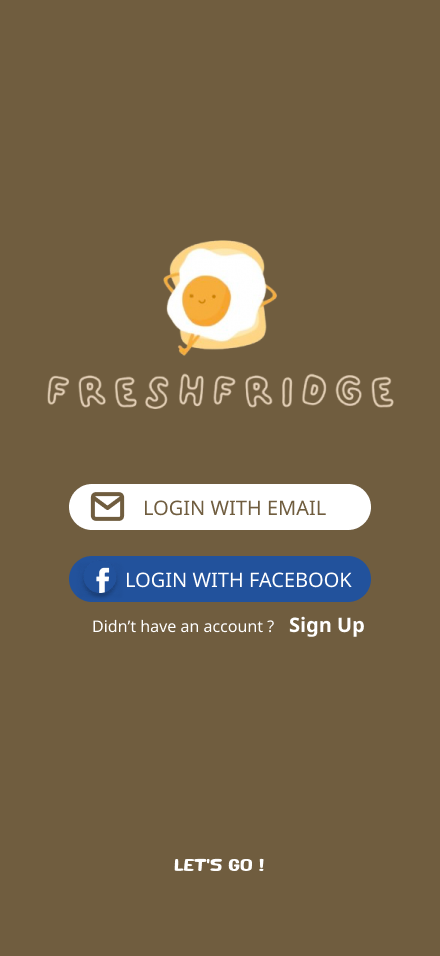 FRESHFRIDGE
LOGIN WITH EMAIL
f LOGIN WITH FACEBOOK
Didn't have an account ? Sign Up
LET'S GO !